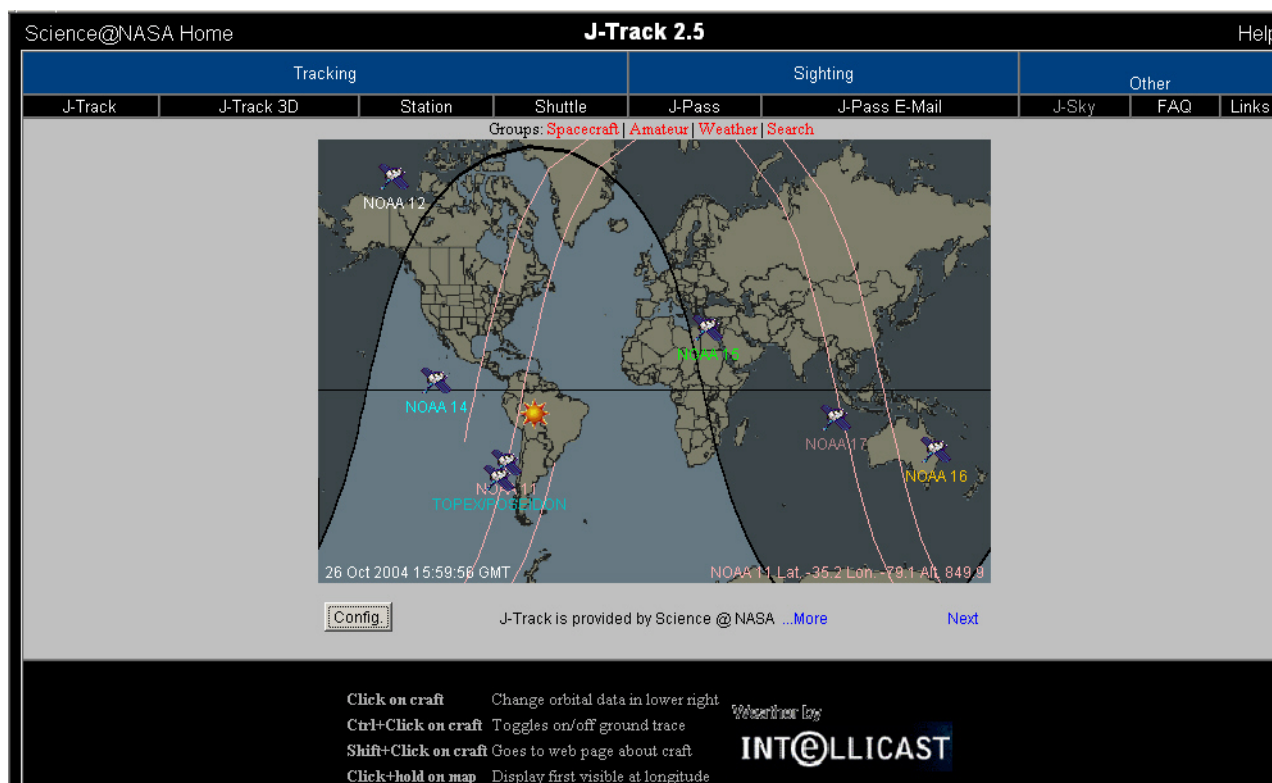 Science@NASA Home J-Track 2.5 Help
Tracking Sighting Other
J-Track J-Track 3D Station Shuttle J-Pass J-Pass E-Mail J-Sky FAQ Links
Groups: Spacecraft | Amateur | Weather | Search
NOAA 12
NOAA 15
NOAA 14
NOAA 17
NOAA 16
NOAA 11
TOPEX/POSEIDON
26 Oct 2004 15:59:56 GMT NOAA 11 Lat. -35.2 Lon. -79.1 Alt. 849.9
Config. J-Track is provided by Science @ NASA ...More Next
Click on craft Change orbital data in lower right
Ctrl+Click on craft Toggles on/off ground trace
Shift+Click on craft Goes to web page about craft
Click+hold on map Display first visible at longitude
Weather by
INTELLICAST